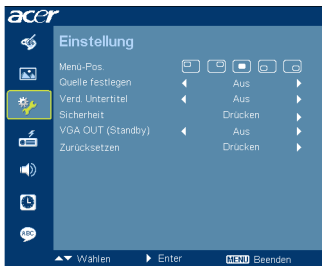 acer
Einstellung
Menü-Pos.
Quelle festlegen Aus
Verd. Untertitel Aus
Sicherheit Drücken
VGA OUT (Standby) Aus
Zurücksetzen Drücken
ABC
Wählen Enter MENU Beenden